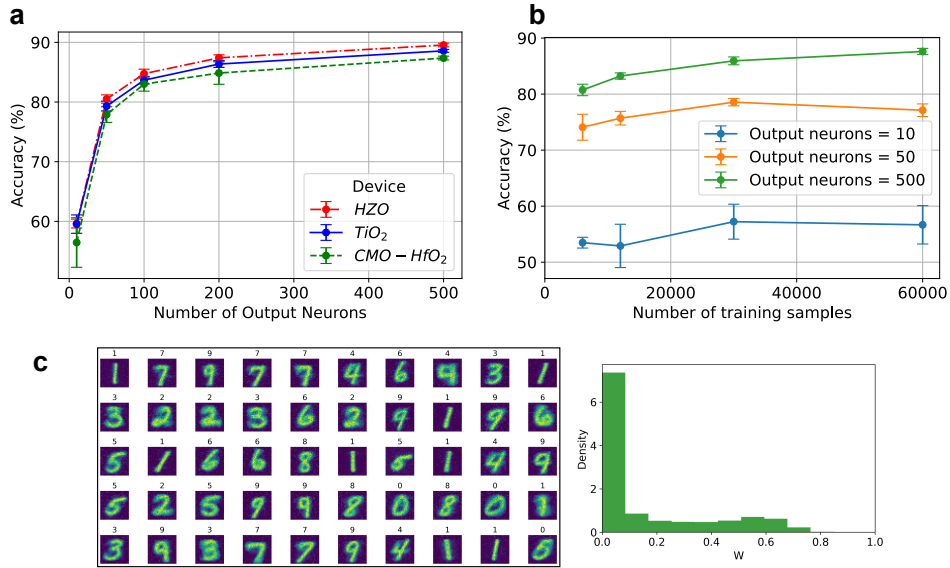 a
90
80
70
60
Accuracy (%)
0 100 200 300 400 500
Number of Output Neurons
Device
HZO
TiO₂
CMO − HfO₂
b
90
80
70
60
50
Accuracy (%)
0 20000 40000 60000
Number of training samples
Output neurons = 10
Output neurons = 50
Output neurons = 500
c
1 7 9 7 7 4 6 4 3 1
3 2 2 3 6 2 9 1 9 6
5 1 6 6 8 1 5 1 4 9
5 2 5 9 9 8 0 8 0 1
3 9 3 7 7 9 4 1 1 0
6
4
2
0
Density
0.0 0.2 0.4 0.6 0.8 1.0
W